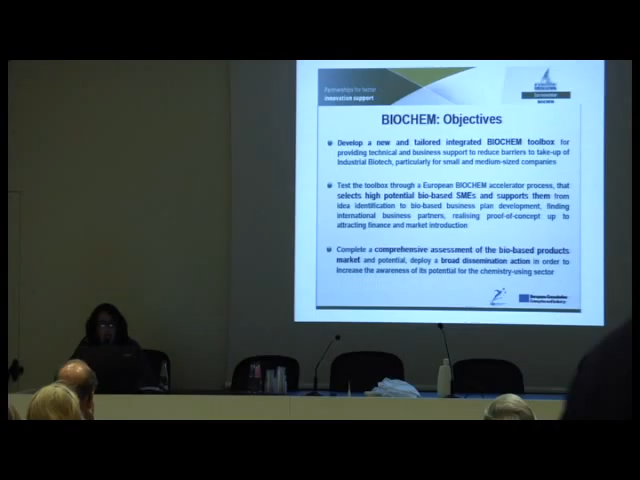 Partnerships for better
innovation support
BIOCHEM
BIOCHEM: Objectives
Develop a new and tailored integrated BIOCHEM toolbox for
providing technical and business support to reduce barriers to take-up of
Industrial Biotech, particularly for small and medium-sized companies
Test the toolbox through a European BIOCHEM accelerator process, that
selects high potential bio-based SMEs and supports them from
idea identification to bio-based business plan development, finding
international business partners, realising proof-of-concept up to
attracting finance and market introduction
Complete a comprehensive assessment of the bio-based products
market and potential, deploy a broad dissemination action in order to
increase the awareness of its potential for the chemistry-using sector
European Commission